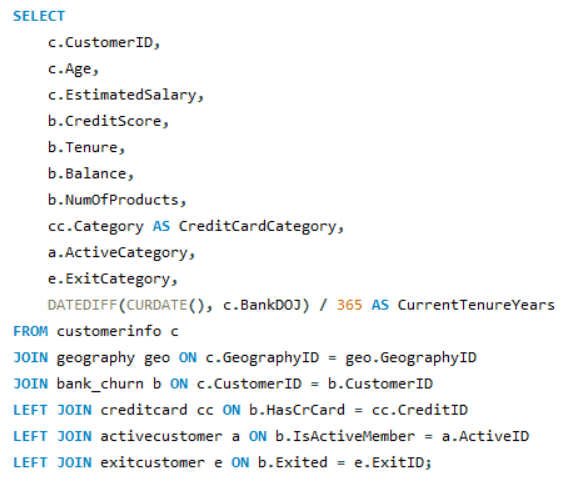 SELECT
    c.CustomerID,
    c.Age,
    c.EstimatedSalary,
    b.CreditScore,
    b.Tenure,
    b.Balance,
    b.NumOfProducts,
    cc.Category AS CreditCardCategory,
    a.ActiveCategory,
    e.ExitCategory,
    DATEDIFF(CURDATE(), c.BankDOJ) / 365 AS CurrentTenureYears
FROM customerinfo c
JOIN geography geo ON c.GeographyID = geo.GeographyID
JOIN bank_churn b ON c.CustomerID = b.CustomerID
LEFT JOIN creditcard cc ON b.HasCrCard = cc.CreditID
LEFT JOIN activecustomer a ON b.IsActiveMember = a.ActiveID
LEFT JOIN exitcustomer e ON b.Exited = e.ExitID;